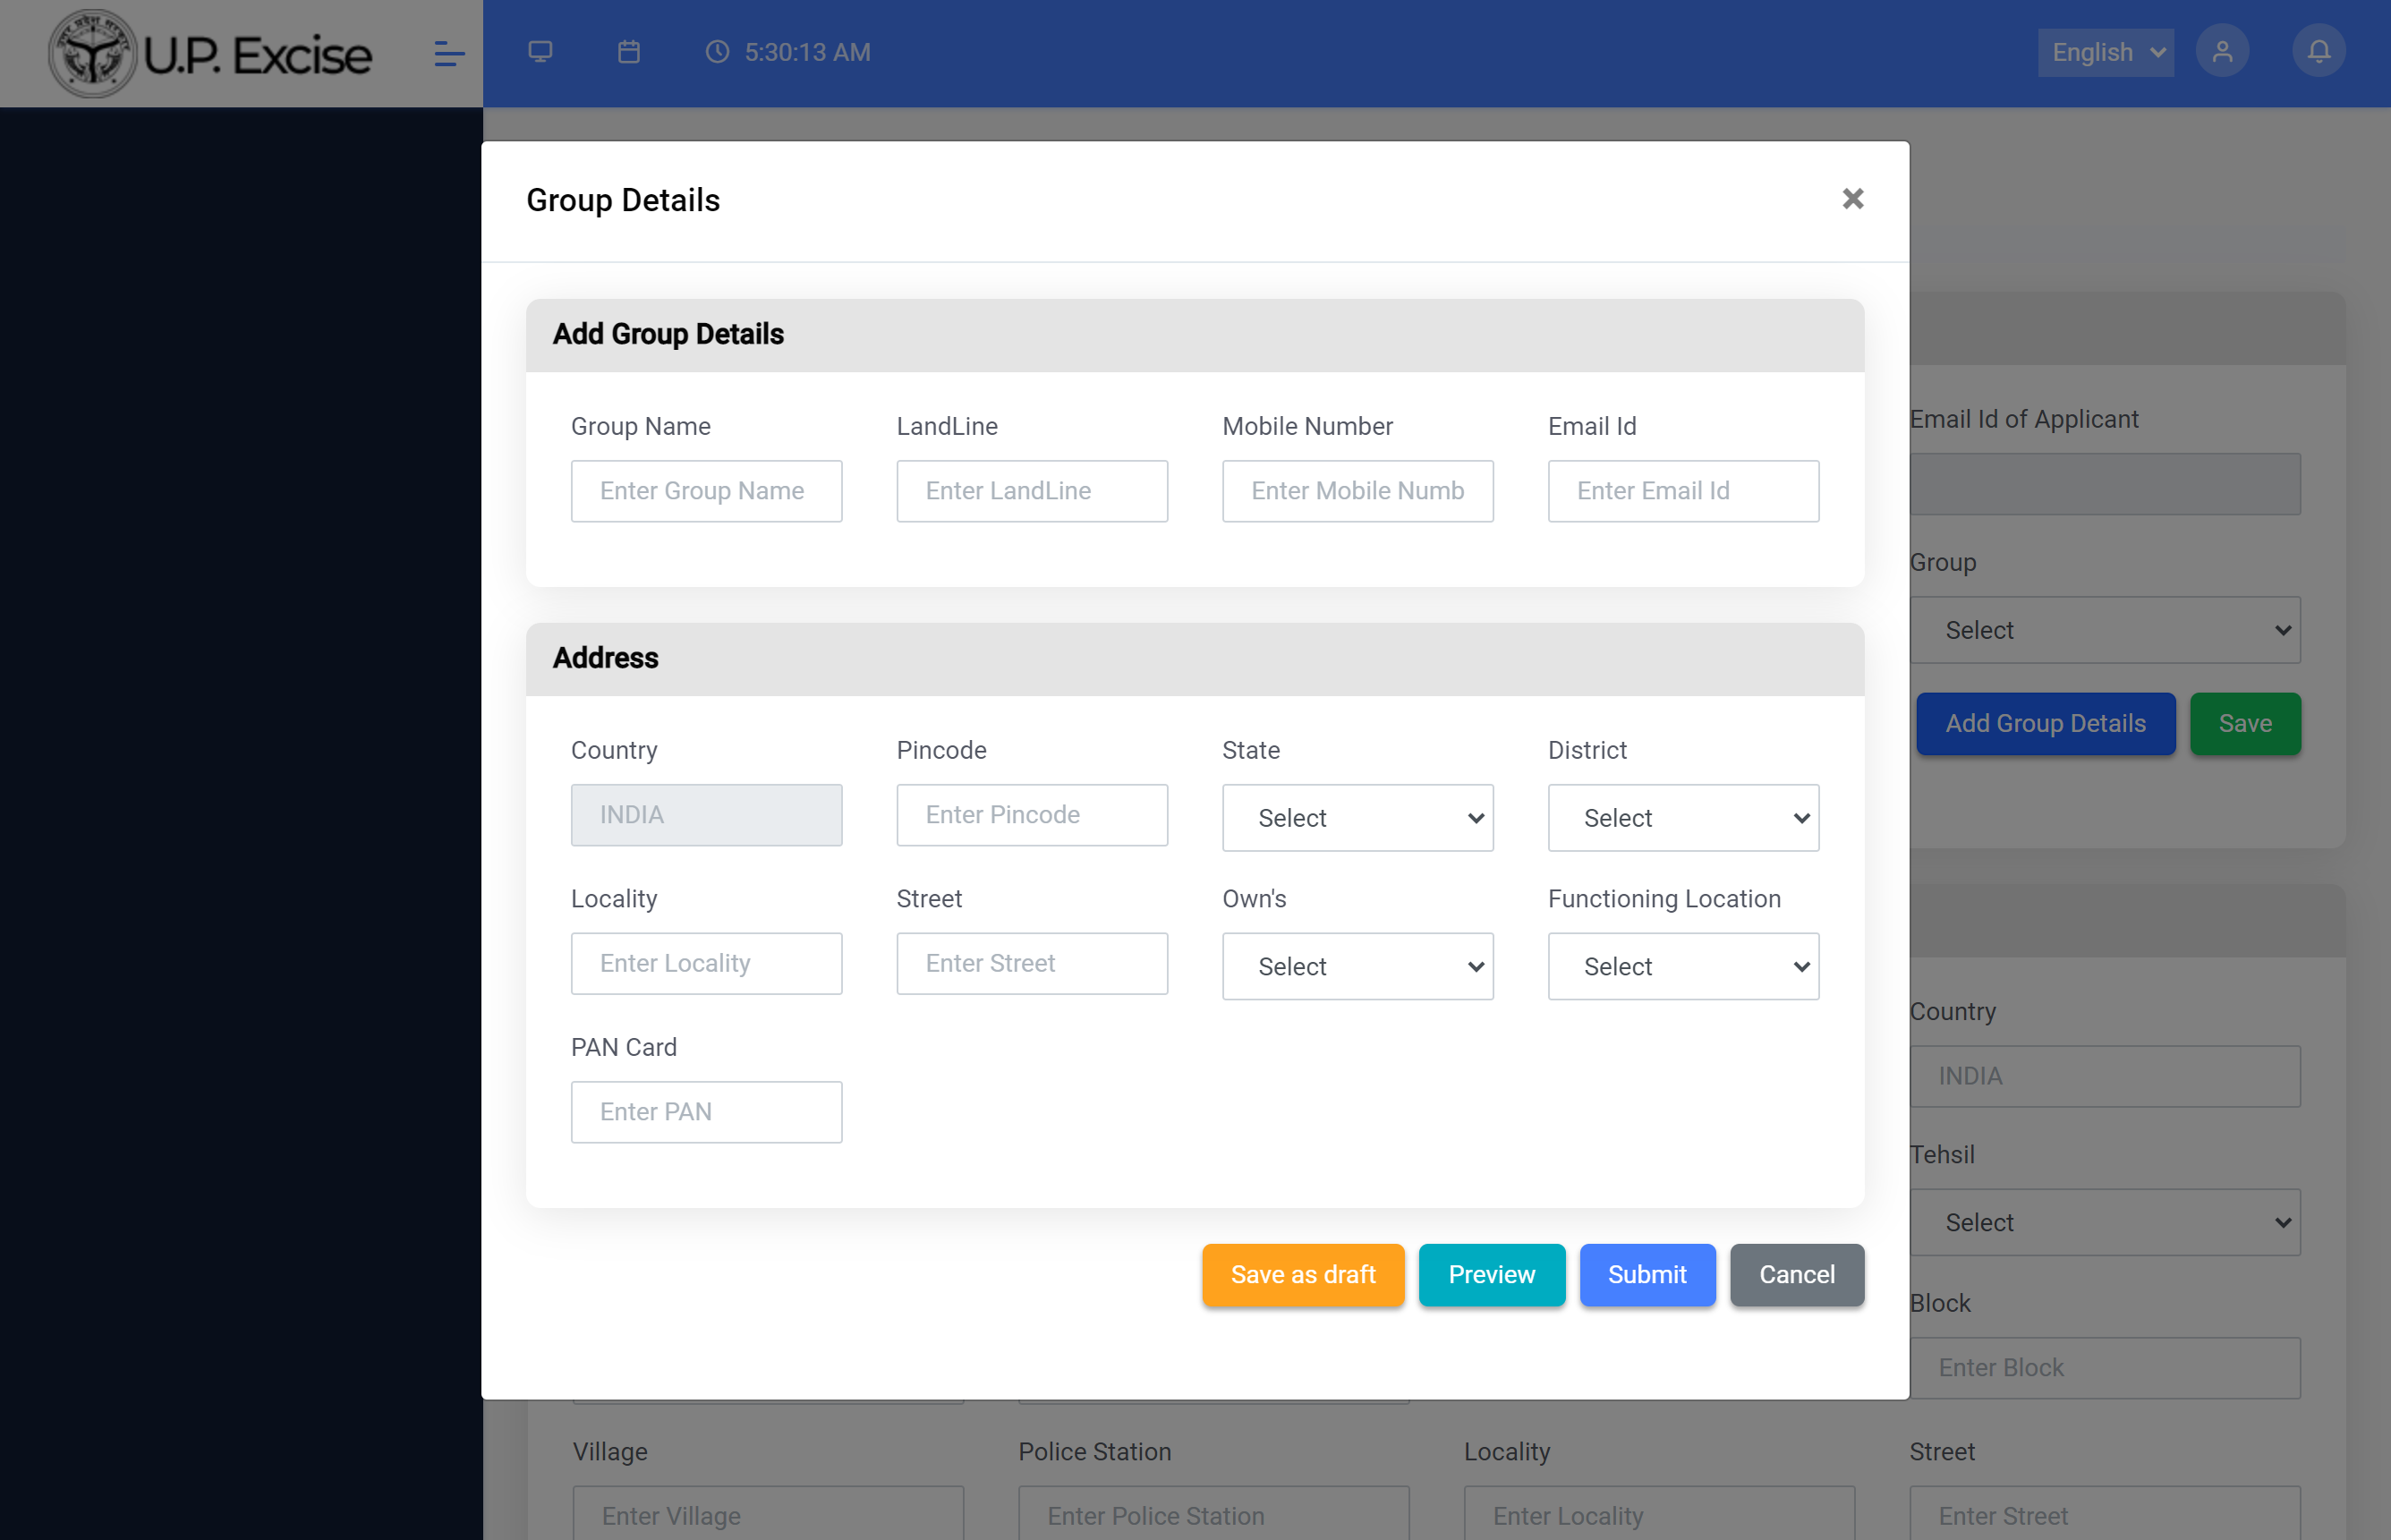 U.P. Excise
5:30:13 AM
English
Group Details
Add Group Details
Group Name
LandLine
Mobile Number
Email Id
Enter Group Name
Enter LandLine
Enter Mobile Numb
Enter Email Id
Address
Country
Pincode
State
District
INDIA
Enter Pincode
Select
Select
Locality
Street
Own's
Functioning Location
Enter Locality
Enter Street
Select
Select
PAN Card
Enter PAN
Save as draft
Preview
Submit
Cancel
Email Id of Applicant
Group
Select
Add Group Details
Save
Country
INDIA
Tehsil
Select
Block
Enter Block
Village
Police Station
Locality
Street
Enter Village
Enter Police Station
Enter Locality
Enter Street